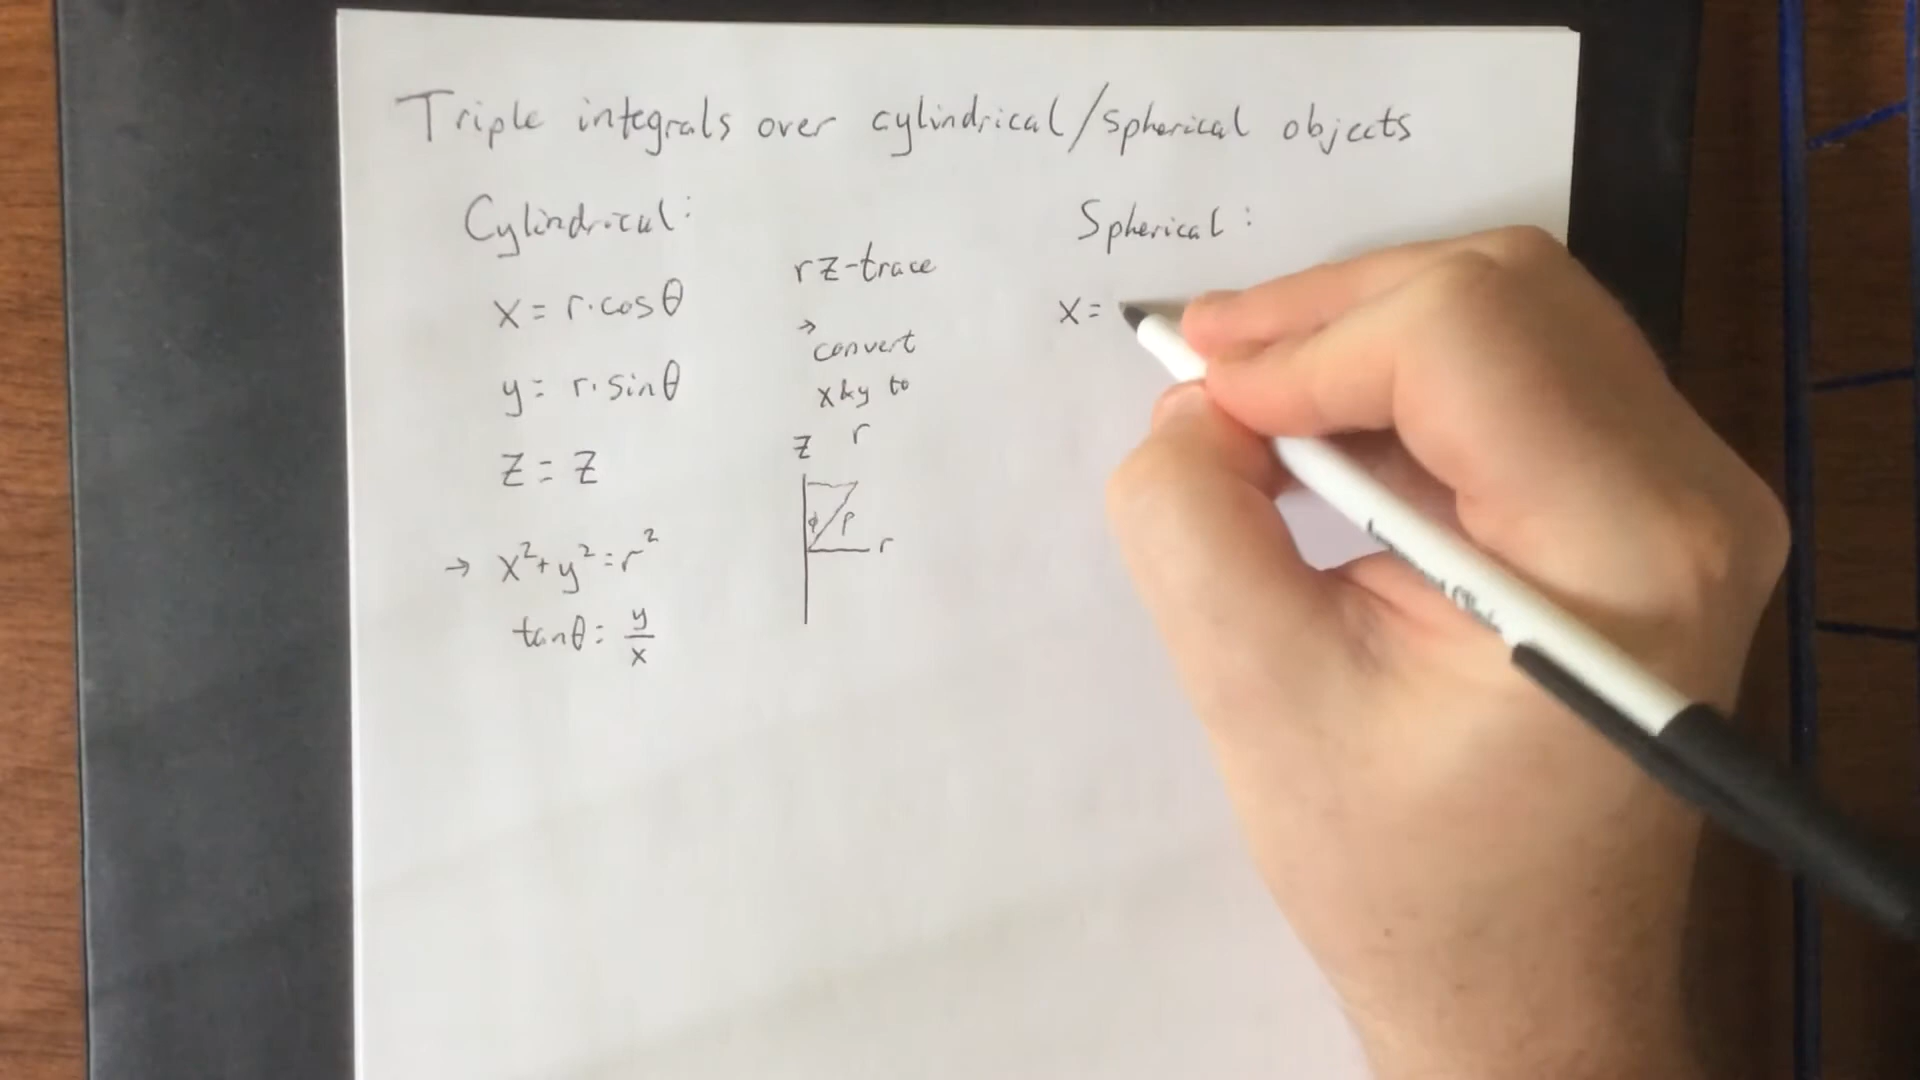 Triple integrals over cylindrical/spherical objects
Cylindrical:
x = r·cosθ
y = r·sinθ
z = z
→ x²+y²=r²
tanθ = y/x
rz-trace
→
convert
x&y to
r
z
ϕ ρ
r
Spherical:
x =